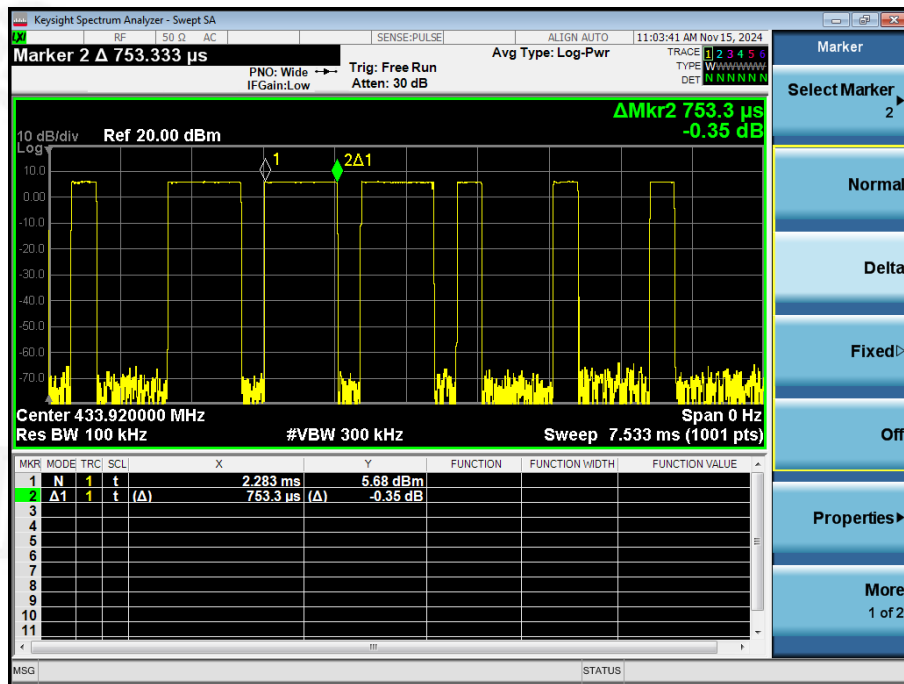 Keysight Spectrum Analyzer - Swept SA
LXI RF 50 Ω AC SENSE:PULSE ALIGN AUTO 11:03:41 AM Nov 15, 2024
Marker 2 Δ 753.333 µs
PNO: Wide
IFGain:Low
Trig: Free Run
Atten: 30 dB
Avg Type: Log-Pwr
TRACE 1 2 3 4 5 6
TYPE WWWWWW
DET N N N N N N
ΔMkr2 753.3 µs
-0.35 dB
10 dB/div Ref 20.00 dBm
Log
1 2Δ1
10.0
0.00
-10.0
-20.0
-30.0
-40.0
-50.0
-60.0
-70.0
Center 433.920000 MHz Span 0 Hz
Res BW 100 kHz #VBW 300 kHz Sweep 7.533 ms (1001 pts)
MKR MODE TRC SCL X Y FUNCTION FUNCTION WIDTH FUNCTION VALUE
1 N 1 t 2.283 ms 5.68 dBm
2 Δ1 1 t (Δ) 753.3 µs (Δ) -0.35 dB
3
4
5
6
7
8
9
10
11
MSG STATUS
Marker
Select Marker
2
Normal
Delta
Fixed
Off
Properties
More
1 of 2